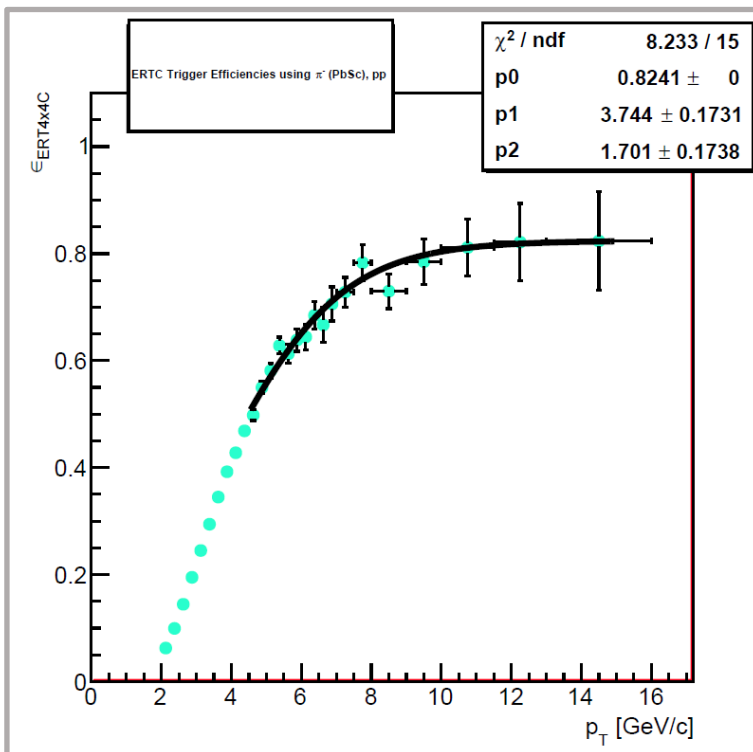 χ² / ndf 8.233 / 15
p0 0.8241 ± 0
p1 3.744 ± 0.1731
p2 1.701 ± 0.1738
ERTC Trigger Efficiencies using π⁻ (PbSc), pp
ϵERT4x4C
1
0.8
0.6
0.4
0.2
0
0 2 4 6 8 10 12 14 16
pT [GeV/c]